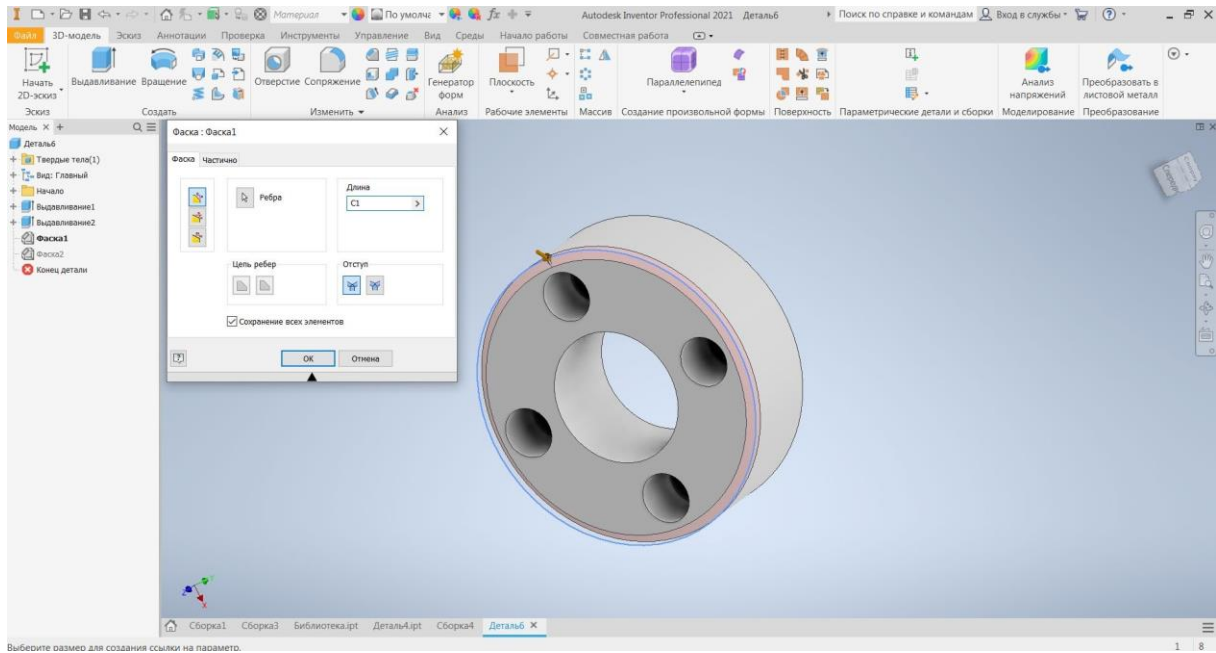 Материал По умолча fx Autodesk Inventor Professional 2021 Деталь6 Поиск по справке и командам Вход в службы
Файл 3D-модель Эскиз Аннотации Проверка Инструменты Управление Вид Среды Начало работы Совместная работа
Начать 2D-эскиз Выдавливание Вращение Отверстие Сопряжение Генератор форм Плоскость Параллелепипед Анализ напряжений Преобразовать в листовой металл
Эскиз Создать Изменить Анализ Рабочие элементы Массив Создание произвольной формы Поверхность Параметрические детали и сборки Моделирование Преобразование
Модель × +
Деталь6
Твердые тела(1)
Вид: Главный
Начало
Выдавливание1
Выдавливание2
Фаска1
Фаска2
Конец детали
Фаска : Фаска1
Фаска Частично
Ребра
Длина
C1
Цепь ребер
Отступ
Сохранение всех элементов
ОК Отмена
Z Y X
Сборка1 Сборка3 Библиотека.ipt Деталь4.ipt Сборка4 Деталь6 ×
Выберите размер для создания ссылки на параметр. 1 8